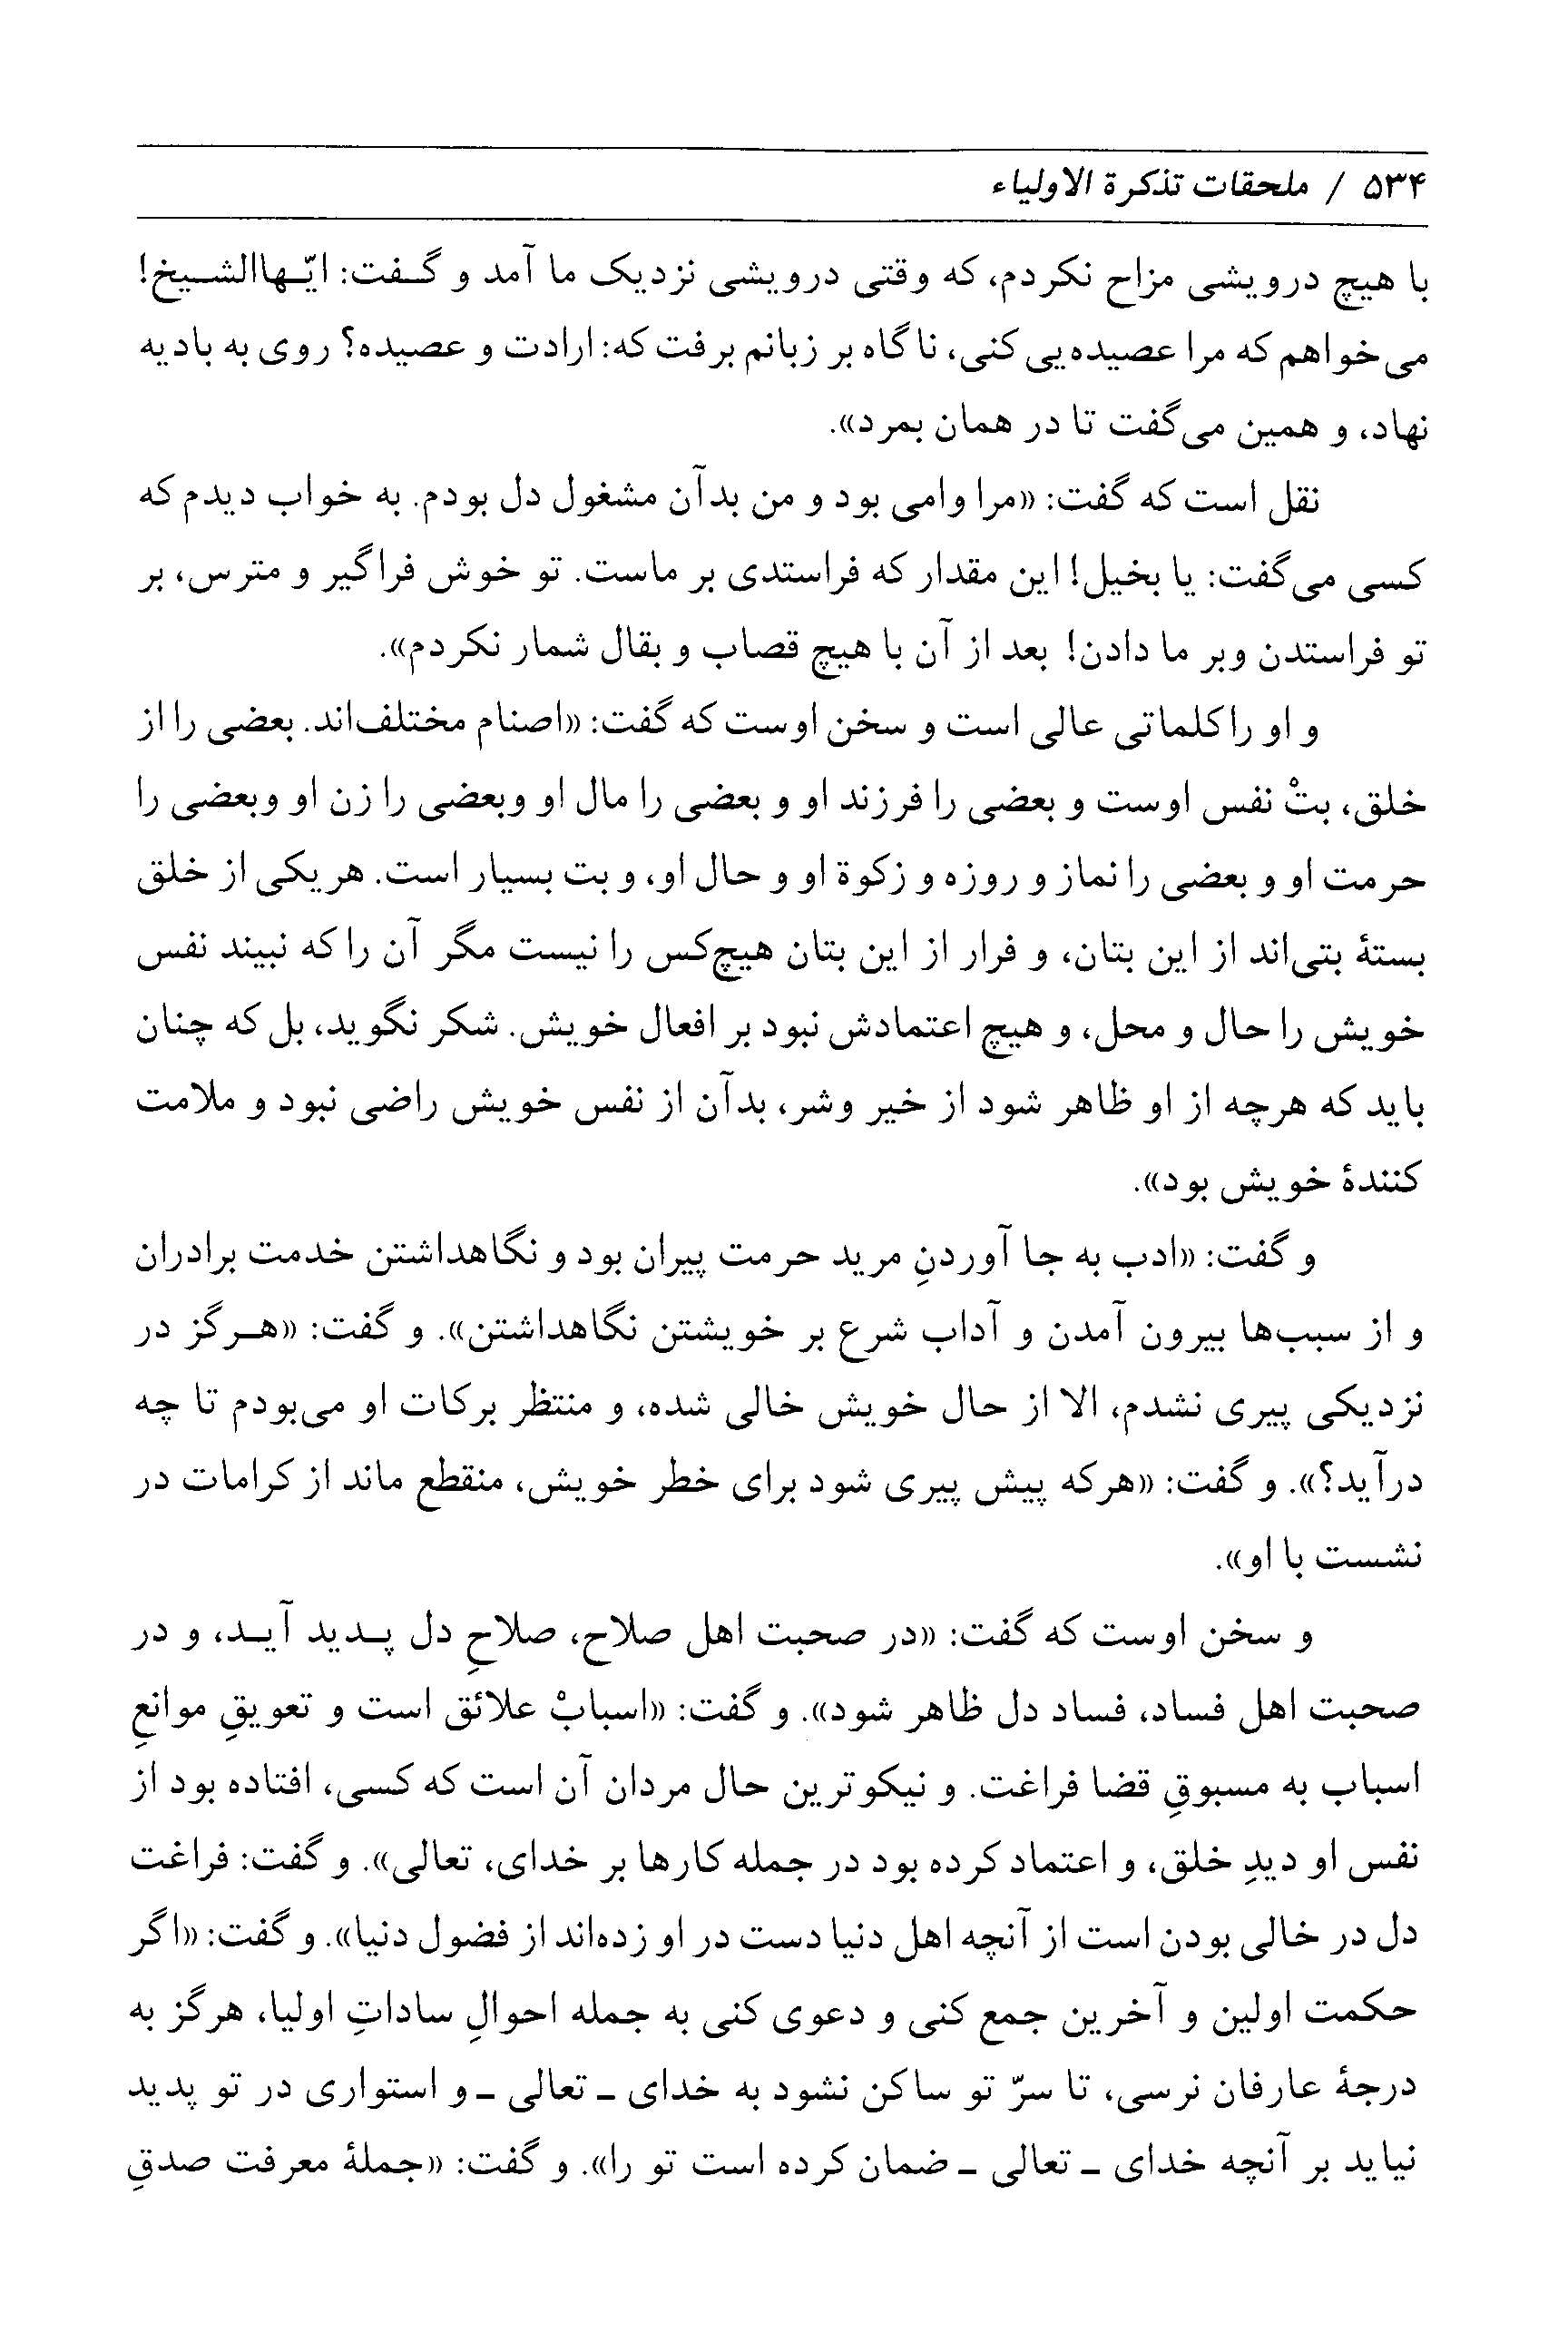 ۵۳۴ / ملحقات تذکرة الاولیاء
با هیچ درویشی مزاح نکردم، که وقتی درویشی نزدیک ما آمد و گفت: ایّهاالشیخ!
می‌خواهم که مرا عصیده‌یی کنی، ناگاه بر زبانم برفت که: ارادت و عصیده؟ روی به بادیه
نهاد، و همین می‌گفت تا در همان بمرد».
نقل است که گفت: «مرا وامی بود و من بدآن مشغول دل بودم. به خواب دیدم که
کسی می‌گفت: یا بخیل! این مقدار که فراستدی بر ماست. تو خوش فراگیر و مترس، بر
تو فراستدن وبر ما دادن! بعد از آن با هیچ قصاب و بقال شمار نکردم».
و او را کلماتی عالی است و سخن اوست که گفت: «اصنام مختلف‌اند. بعضی را از
خلق، بتْ نفس اوست و بعضی را فرزند او و بعضی را مال او وبعضی را زن او وبعضی را
حرمت او و بعضی را نماز و روزه و زکوة او و حال او، و بت بسیار است. هریکی از خلق
بستهٔ بتی‌اند از این بتان، و فرار از این بتان هیچ‌کس را نیست مگر آن را که نبیند نفس
خویش را حال و محل، و هیچ اعتمادش نبود بر افعال خویش. شکر نگوید، بل که چنان
باید که هرچه از او ظاهر شود از خیر وشر، بدآن از نفس خویش راضی نبود و ملامت
کنندهٔ خویش بود».
و گفت: «ادب به جا آوردنِ مرید حرمت پیران بود و نگاهداشتن خدمت برادران
و از سبب‌ها بیرون آمدن و آداب شرع بر خویشتن نگاهداشتن». و گفت: «هرگز در
نزدیکی پیری نشدم، الا از حال خویش خالی شده، و منتظر برکات او می‌بودم تا چه
درآید؟». و گفت: «هرکه پیش پیری شود برای خطر خویش، منقطع ماند از کرامات در
نشست با او».
و سخن اوست که گفت: «در صحبت اهل صلاح، صلاحِ دل پدید آید، و در
صحبت اهل فساد، فساد دل ظاهر شود». و گفت: «اسبابْ علائق است و تعویقِ موانعِ
اسباب به مسبوقِ قضا فراغت. و نیکوترین حال مردان آن است که کسی، افتاده بود از
نفس او دیدِ خلق، و اعتماد کرده بود در جمله کارها بر خدای، تعالی». و گفت: فراغت
دل در خالی بودن است از آنچه اهل دنیا دست در او زده‌اند از فضول دنیا». و گفت: «اگر
حکمت اولین و آخرین جمع کنی و دعوی کنی به جمله احوالِ ساداتِ اولیا، هرگز به
درجهٔ عارفان نرسی، تا سرّ تو ساکن نشود به خدای ـ تعالی ـ و استواری در تو پدید
نیاید بر آنچه خدای ـ تعالی ـ ضمان کرده است تو را». و گفت: «جملهٔ معرفت صدقِ